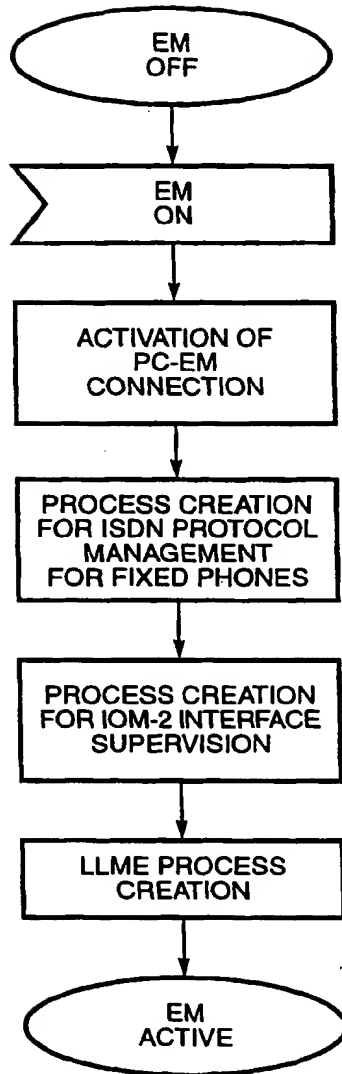 EM
OFF
EM
ON
ACTIVATION OF
PC-EM
CONNECTION
PROCESS CREATION
FOR ISDN PROTOCOL
MANAGEMENT
FOR FIXED PHONES
PROCESS CREATION
FOR IOM-2 INTERFACE
SUPERVISION
LLME PROCESS
CREATION
EM
ACTIVE